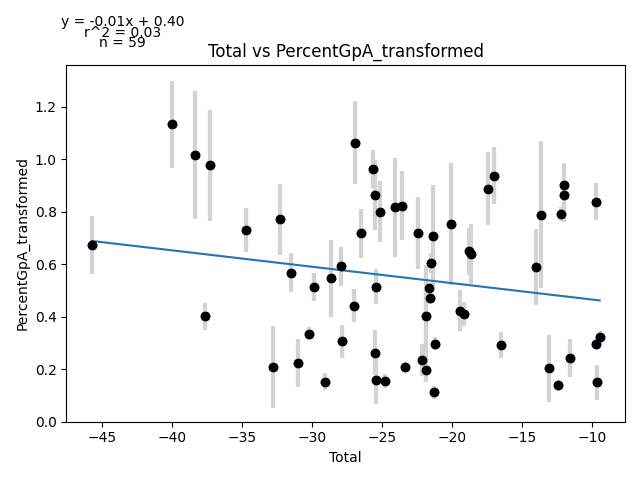 y = -0.01x + 0.40
r^2 = 0.03
n = 59
Total vs PercentGpA_transformed
PercentGpA_transformed
1.2
1.0
0.8
0.6
0.4
0.2
0.0
−45 −40 −35 −30 −25 −20 −15 −10
Total